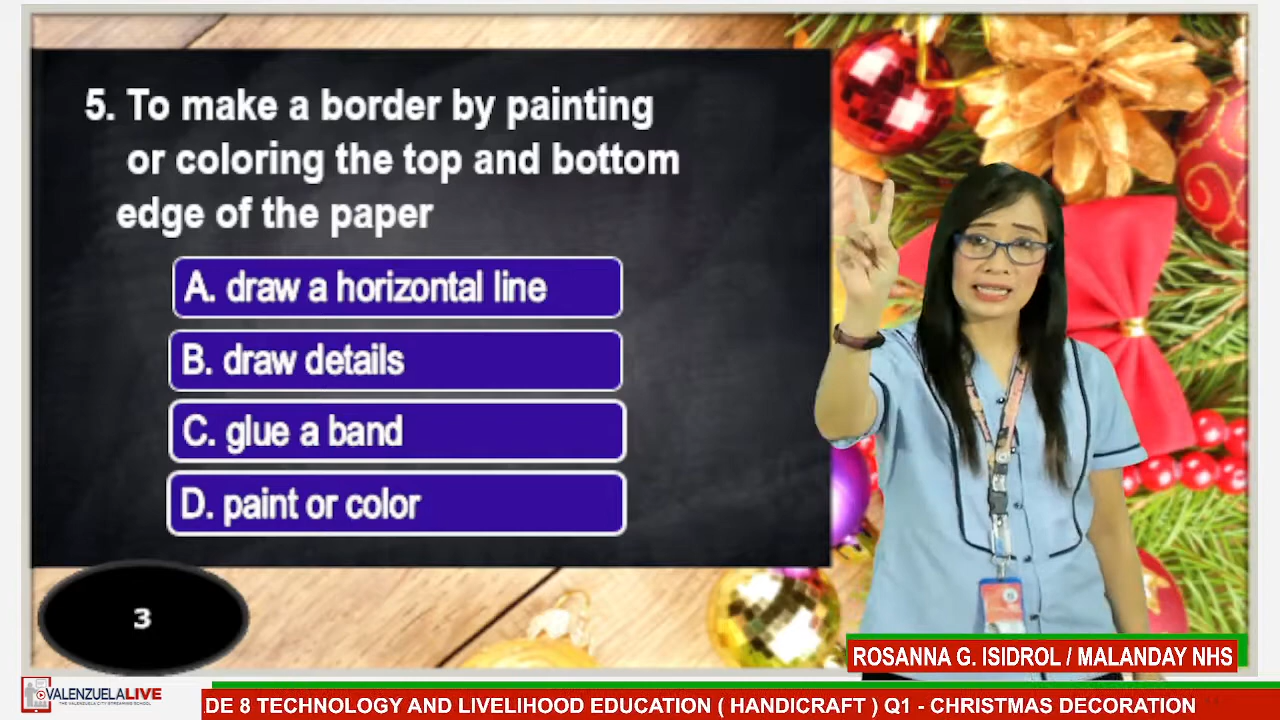 5. To make a border by painting
or coloring the top and bottom
edge of the paper
A. draw a horizontal line
B. draw details
C. glue a band
D. paint or color
3
ROSANNA G. ISIDROL / MALANDAY NHS
VALENZUELALIVE
THE VALENZUELA CITY STREAMING SCHOOL
DE 8 TECHNOLOGY AND LIVELIHOOD EDUCATION ( HANDICRAFT ) Q1 - CHRISTMAS DECORATION